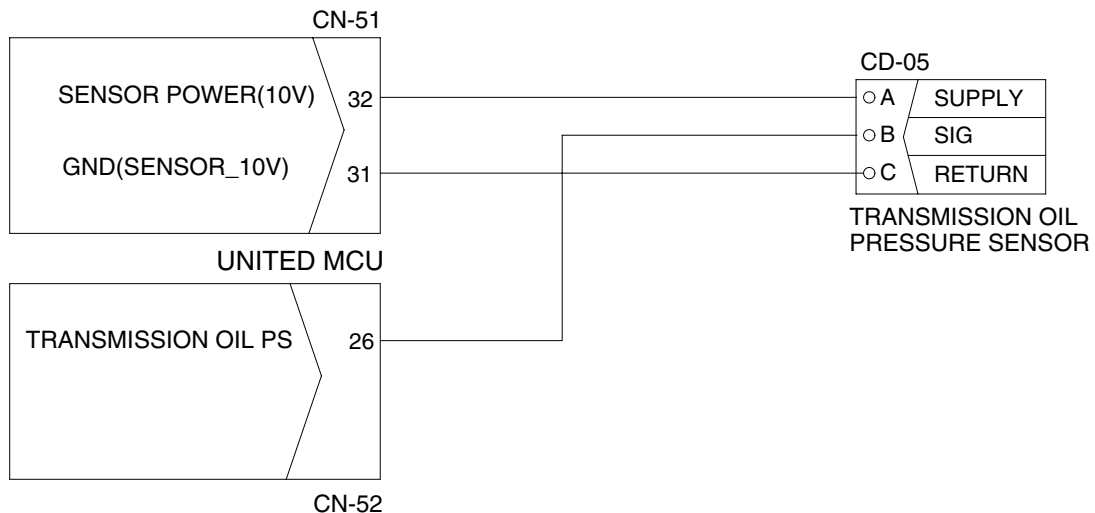 CN-51
SENSOR POWER(10V)
32
GND(SENSOR_10V)
31
UNITED MCU
TRANSMISSION OIL PS
26
CN-52
CD-05
A
SUPPLY
B
SIG
C
RETURN
TRANSMISSION OIL
PRESSURE SENSOR